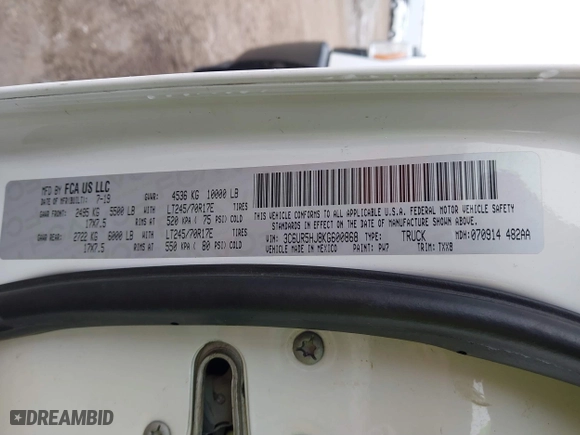 MFD BY FCA US LLC
DATE OF MFR(BUILT): 7-19
GVWR: 4536 KG 10000 LB
GAWR FRONT: 2495 KG 5500 LB WITH LT245/70R17E TIRES
17X7.5 RIMS AT 520 KPA ( 75 PSI) COLD
GAWR REAR: 2722 KG 6000 LB WITH LT245/70R17E TIRES
17X7.5 RIMS AT 550 KPA ( 80 PSI) COLD
THIS VEHICLE CONFORMS TO ALL APPLICABLE U.S.A. FEDERAL MOTOR VEHICLE SAFETY
STANDARDS IN EFFECT ON THE DATE OF MANUFACTURE SHOWN ABOVE.
VIN: 3C6UR5HJ8KG600868 TYPE: TRUCK MDH: 070914 482AA
VEHICLE MADE IN MEXICO PAINT: PW7 TRIM: TXX8
DREAMBID